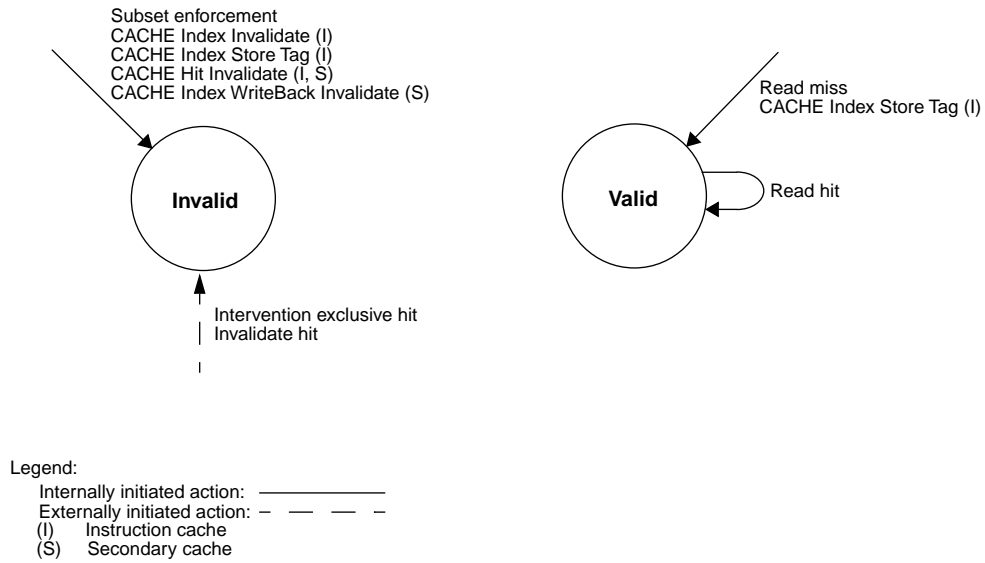 Subset enforcement
CACHE Index Invalidate (I)
CACHE Index Store Tag (I)
CACHE Hit Invalidate (I, S)
CACHE Index WriteBack Invalidate (S)
Read miss
CACHE Index Store Tag (I)
Invalid
Valid
Read hit
Intervention exclusive hit
Invalidate hit
Legend:
Internally initiated action:
Externally initiated action:
(I) Instruction cache
(S) Secondary cache